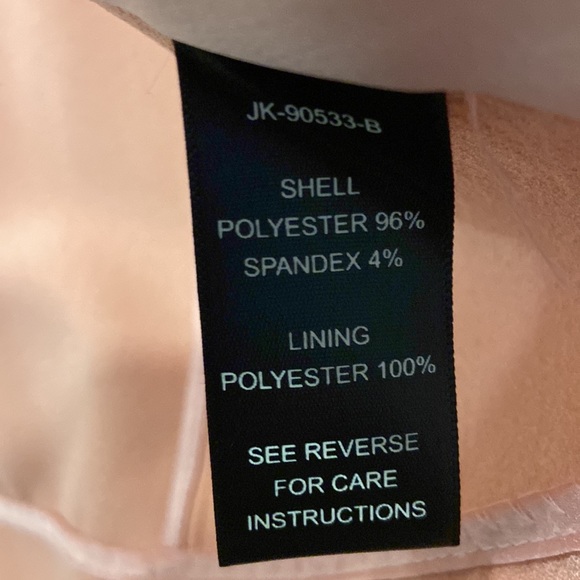 JK-90533-B
SHELL
POLYESTER 96%
SPANDEX 4%
LINING
POLYESTER 100%
SEE REVERSE
FOR CARE
INSTRUCTIONS